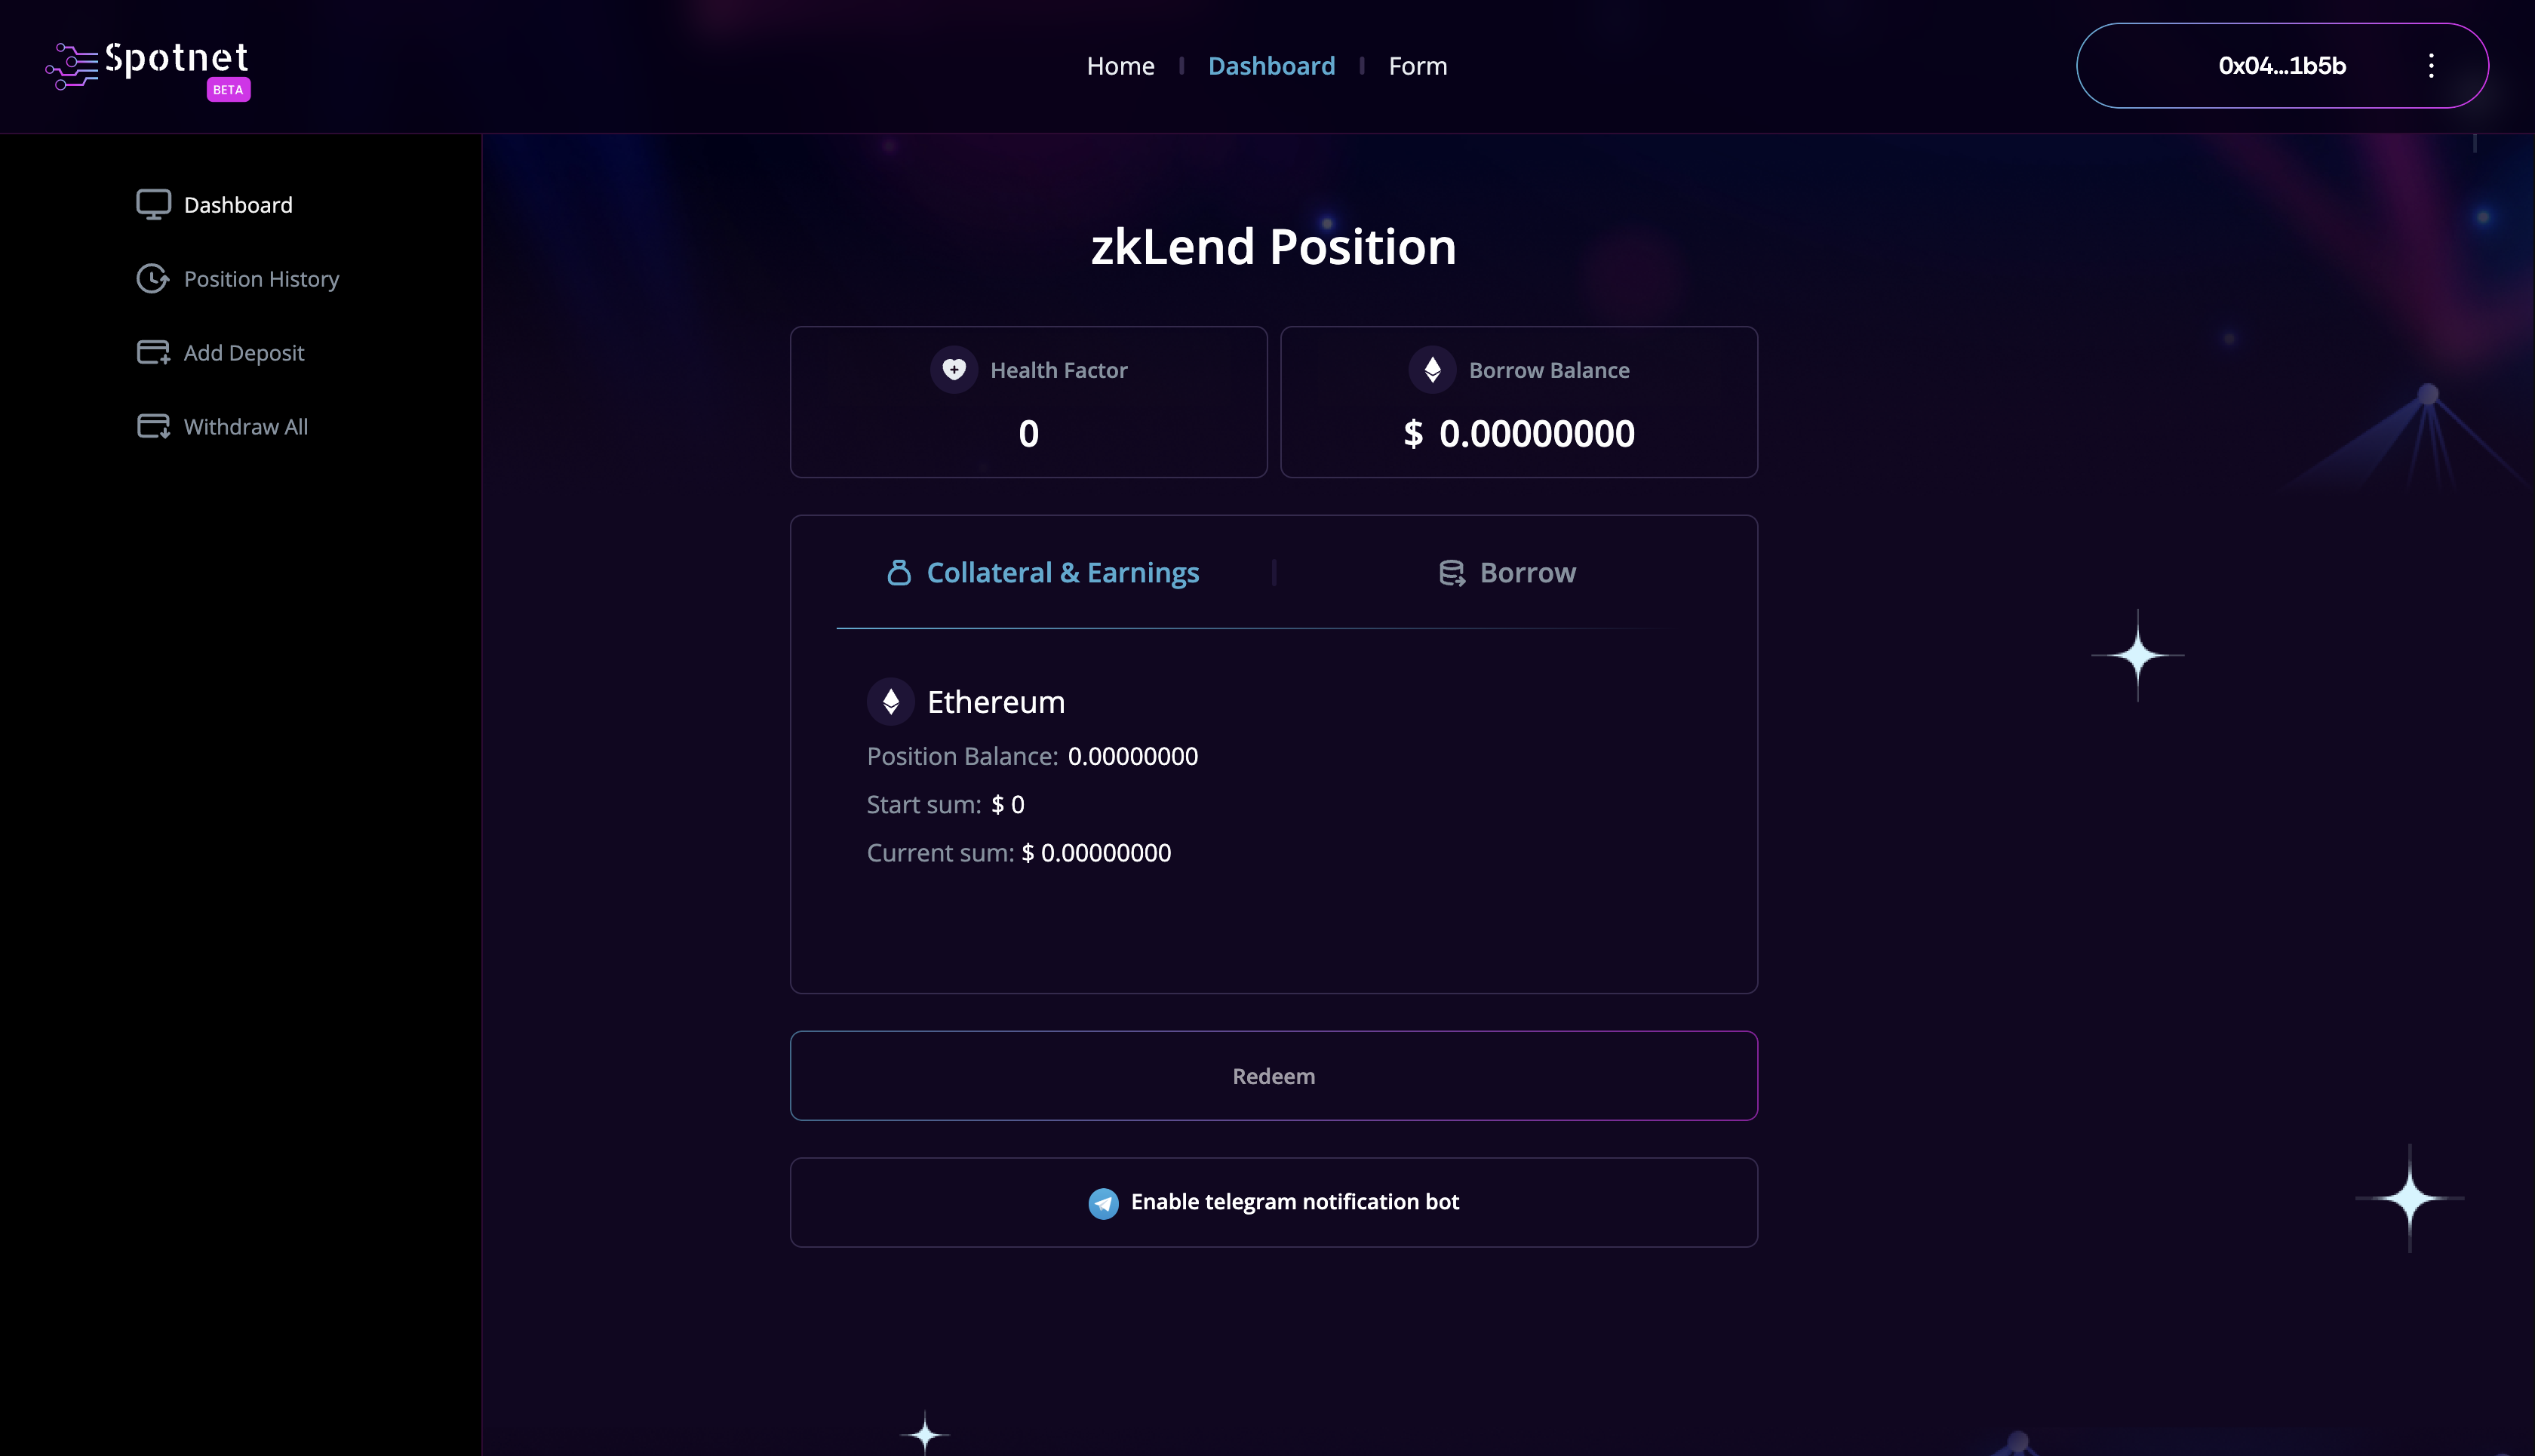 Spotnet
BETA
Home
Dashboard
Form
0x04...1b5b
Dashboard
Position History
Add Deposit
Withdraw All
zkLend Position
Health Factor
0
Borrow Balance
$ 0.00000000
Collateral & Earnings
Borrow
Ethereum
Position Balance: 0.00000000
Start sum: $ 0
Current sum: $ 0.00000000
Redeem
Enable telegram notification bot